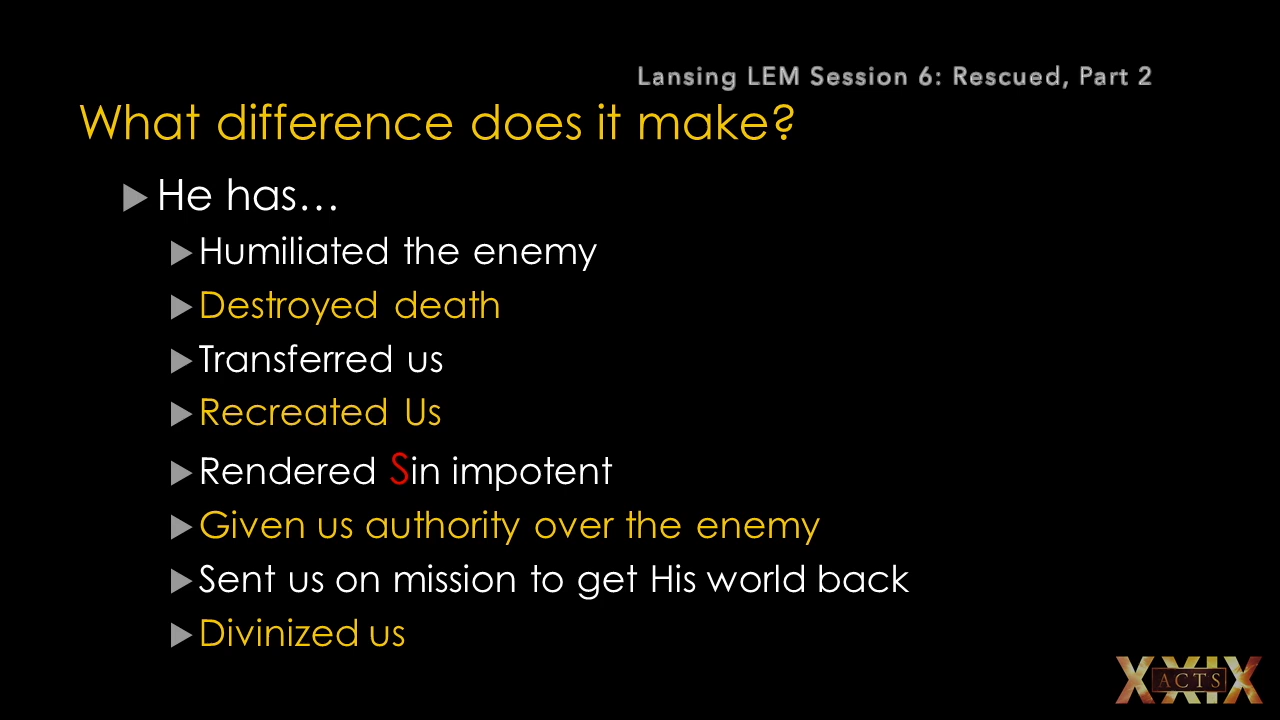 Lansing LEM Session 6: Rescued, Part 2
What difference does it make?
He has…
Humiliated the enemy
Destroyed death
Transferred us
Recreated Us
Rendered Sin impotent
Given us authority over the enemy
Sent us on mission to get His world back
Divinized us
XXIX
ACTS